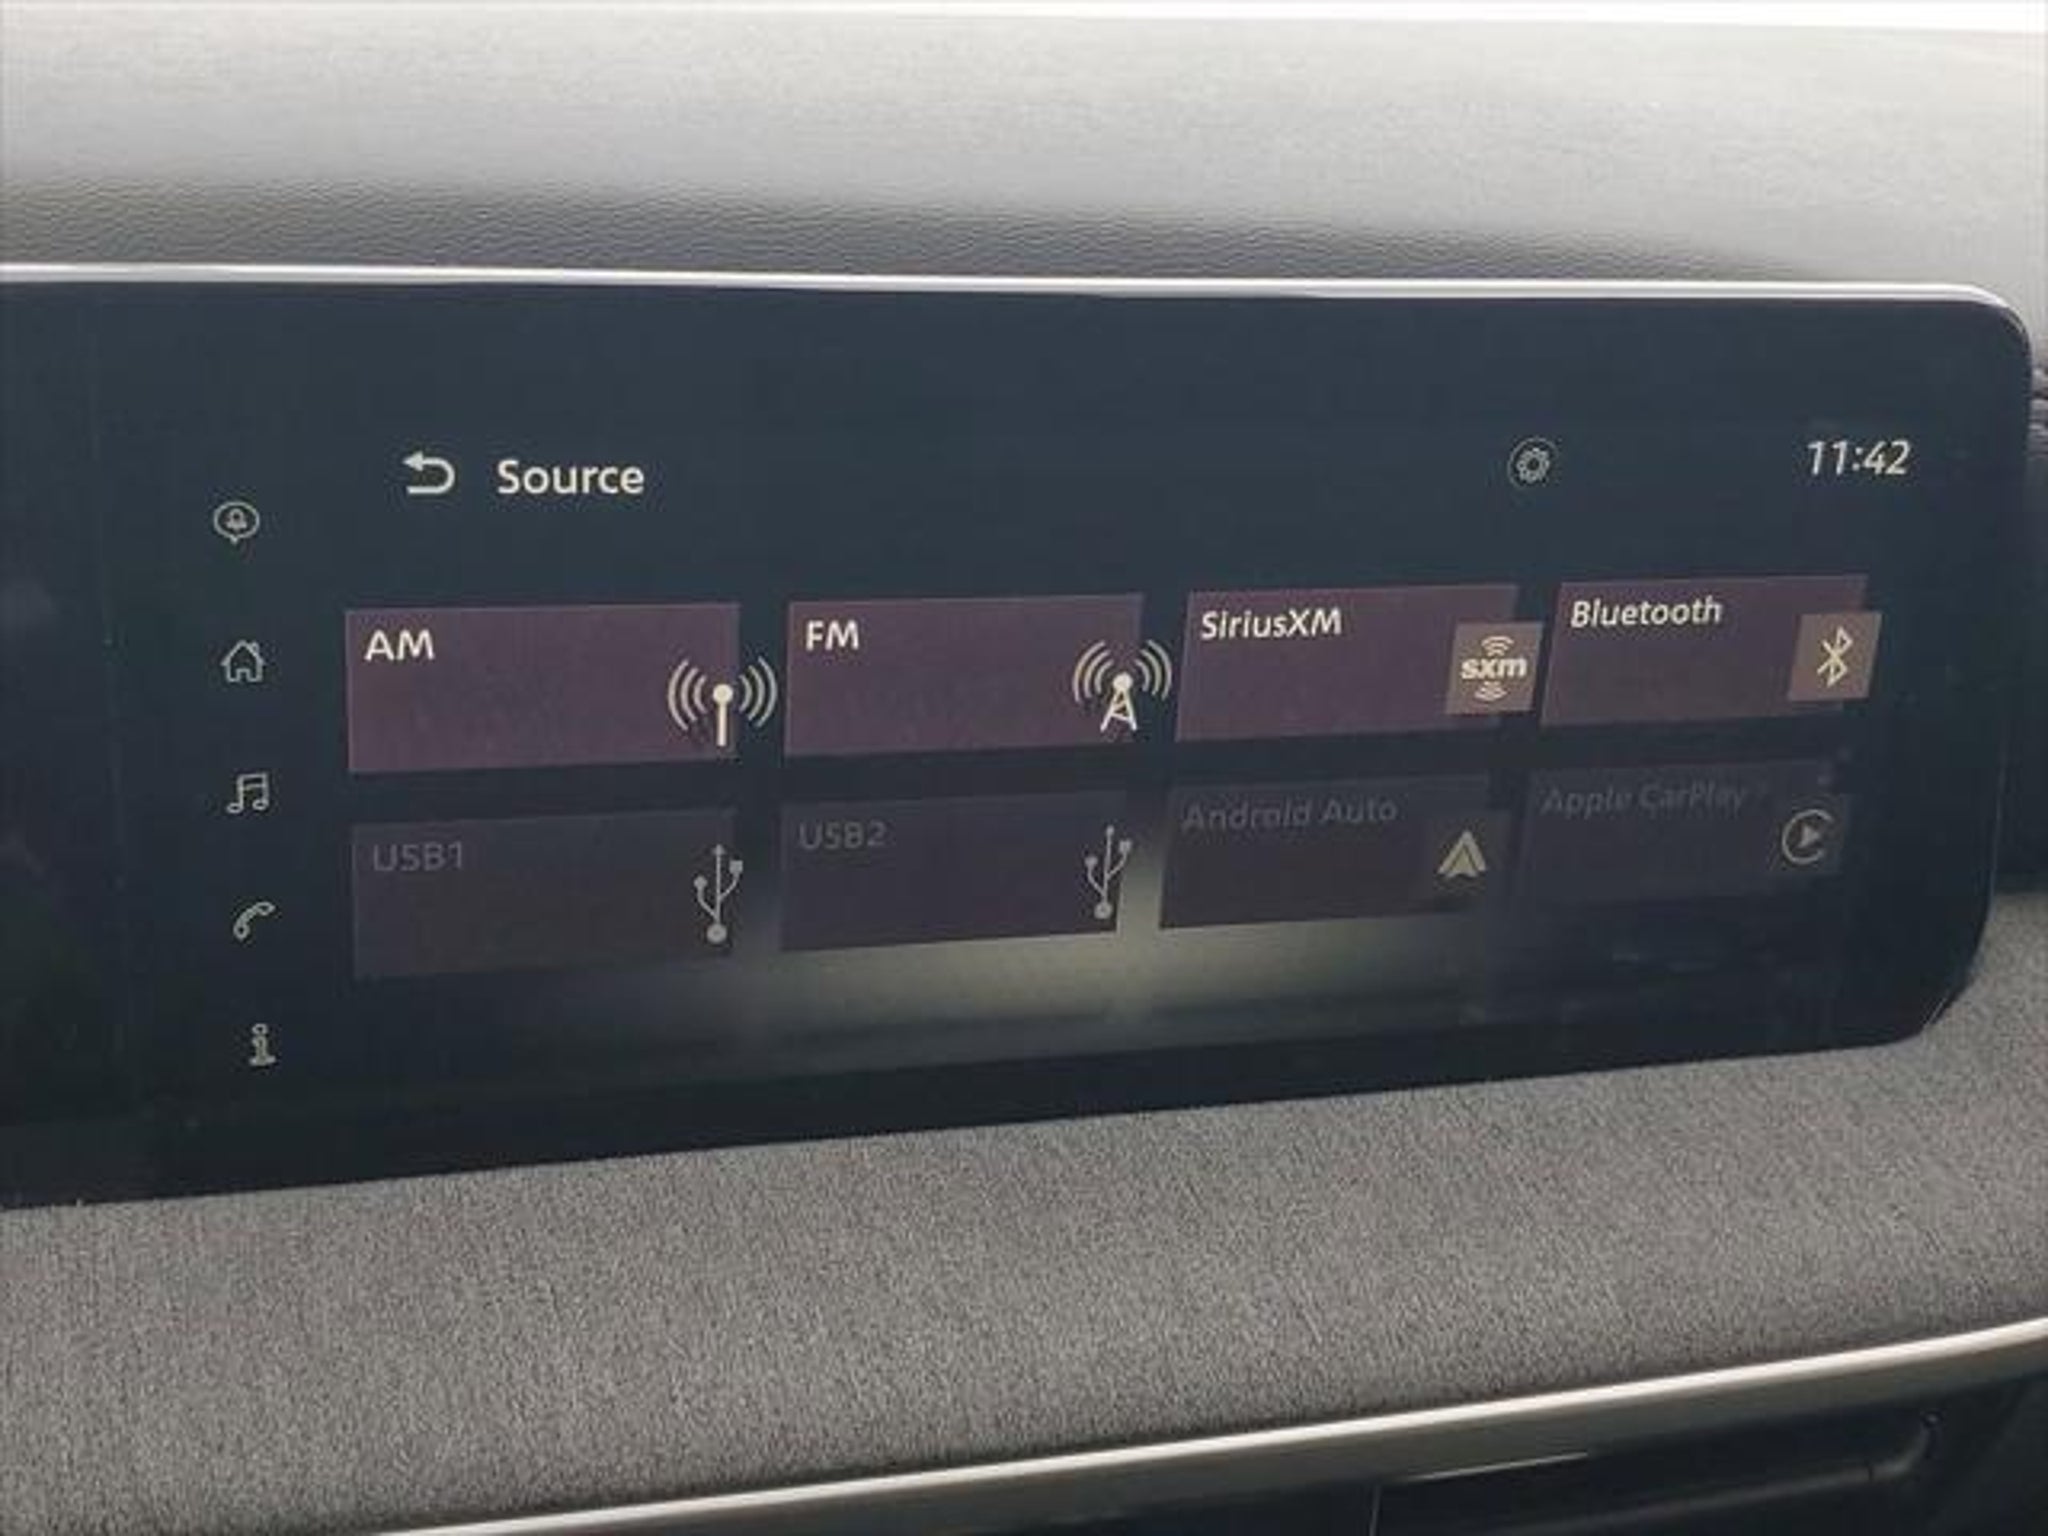 Source
11:42
AM
FM
SiriusXM
sxm
Bluetooth
USB1
USB2
Android Auto
Apple CarPlay